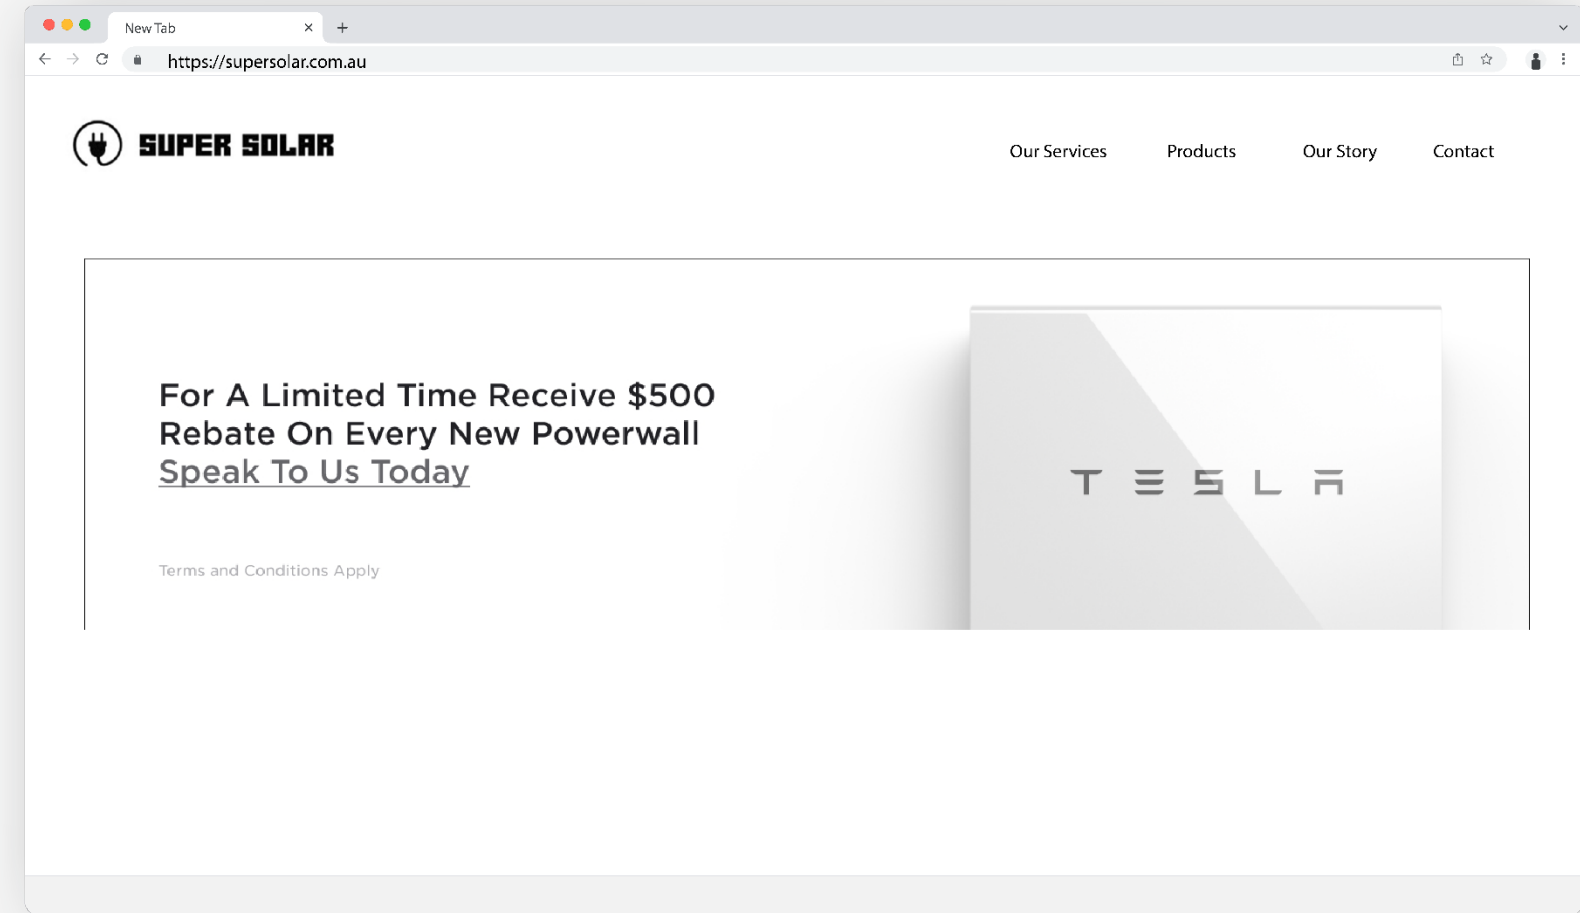 New Tab
https://supersolar.com.au
SUPER SOLAR
Our Services Products Our Story Contact
For A Limited Time Receive $500
Rebate On Every New Powerwall
Speak To Us Today
TESLA
Terms and Conditions Apply